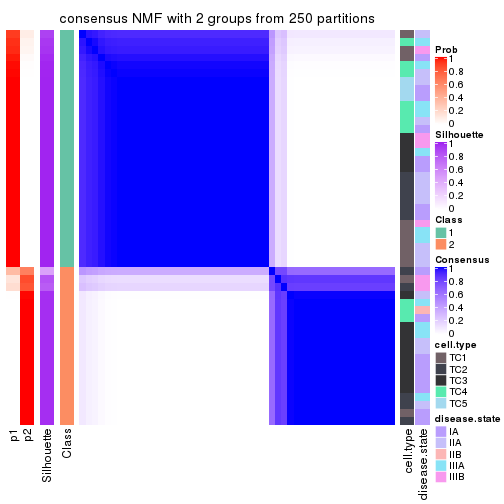 consensus NMF with 2 groups from 250 partitions
Prob
1
0.8
0.6
0.4
0.2
0
Silhouette
1
0.8
0.6
0.4
0.2
0
Class
1
2
Consensus
1
0.8
0.6
0.4
0.2
0
cell.type
TC1
TC2
TC3
TC4
TC5
disease.state
IA
IIA
IIB
IIIA
IIIB
p1
p2
Silhouette
Class
cell.type
disease.state